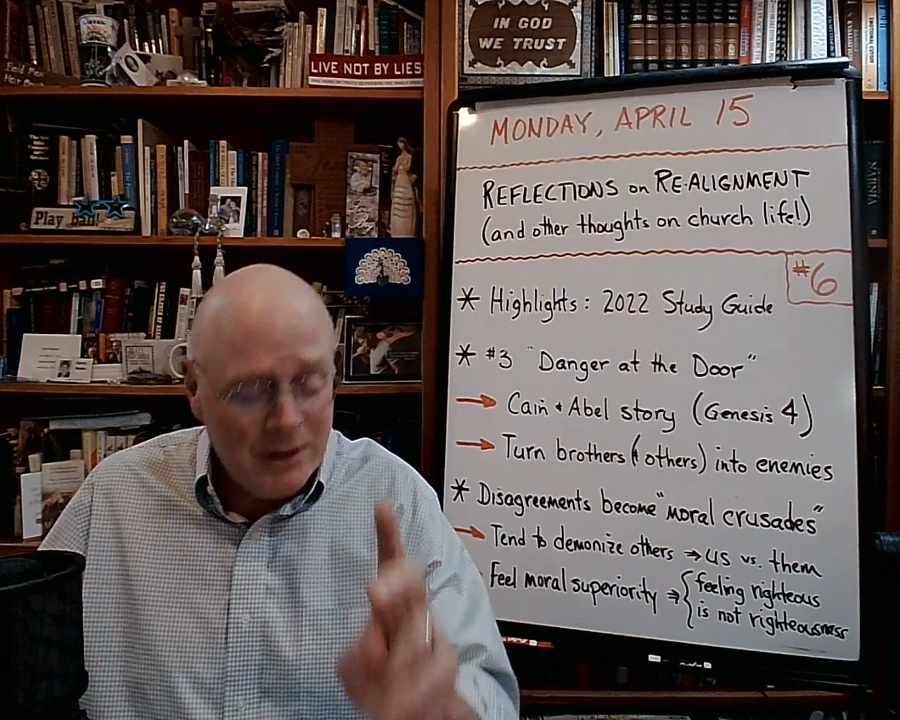 IN GOD
WE TRUST
LIVE NOT BY LIES
Play ball
MONDAY, APRIL 15
REFLECTIONS on RE-ALIGNMENT
(and other thoughts on church life!)
#6
* Highlights: 2022 Study Guide
* #3 "Danger at the Door"
→ Cain & Abel story (Genesis 4)
→ Turn brothers (& others) into enemies
* Disagreements become "moral crusades"
→ Tend to demonize others → us vs. them
Feel moral superiority → { feeling righteous
is not righteousness